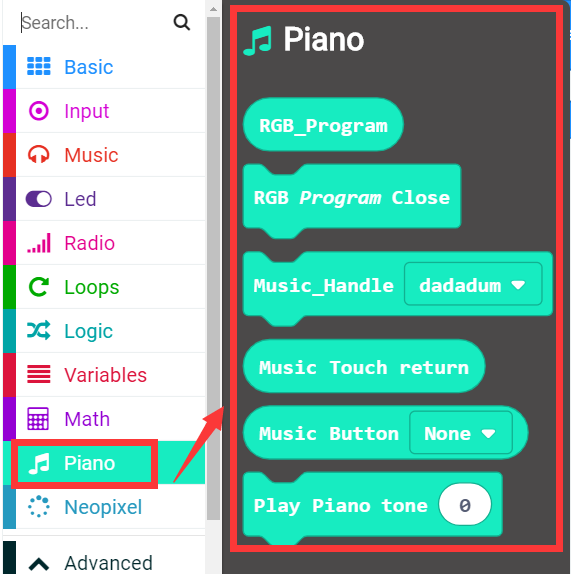 Search...
Basic
Input
Music
Led
Radio
Loops
Logic
Variables
Math
Piano
Neopixel
Advanced
Piano
RGB_Program
RGB Program Close
Music_Handle dadadum
Music Touch return
Music Button None
Play Piano tone 0